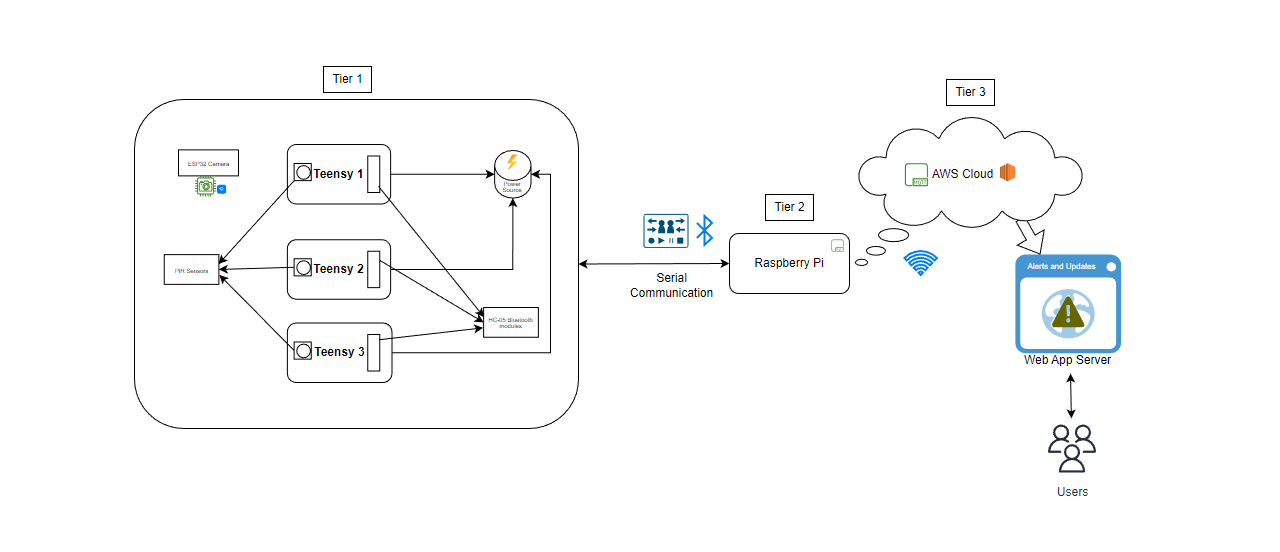 Tier 1
Tier 3
Tier 2
ESP32 Camera
Teensy 1
Power
Source
PIR Sensors
Teensy 2
HC-05 Bluetooth
modules
Teensy 3
Serial
Communication
Raspberry Pi
MQTT
AWS Cloud
Alerts and Updates
Web App Server
Users